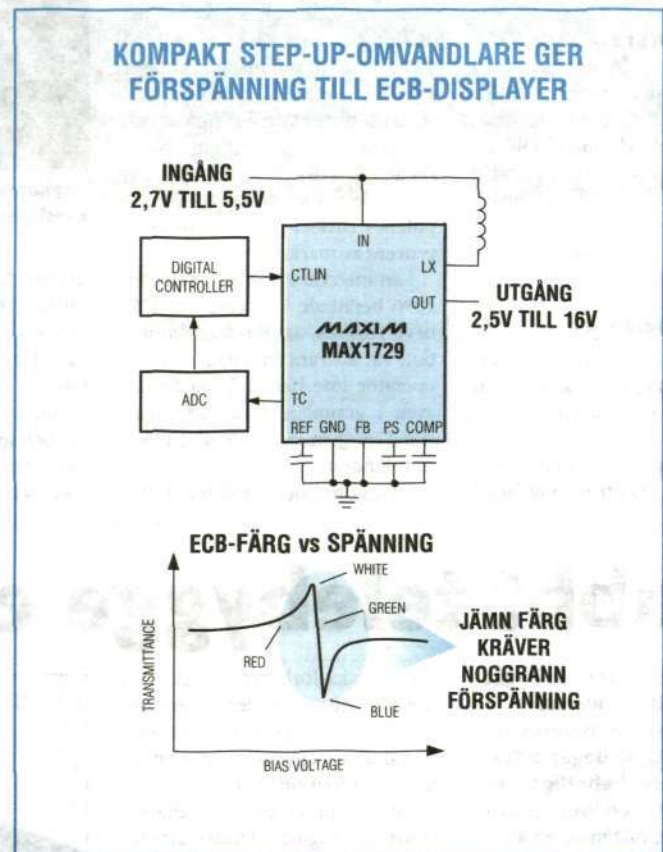 KOMPAKT STEP-UP-OMVANDLARE GER
FÖRSPÄNNING TILL ECB-DISPLAYER
INGÅNG
2,7V TILL 5,5V
DIGITAL
CONTROLLER
ADC
IN
CTLIN
LX
OUT
MAXIM
MAX1729
TC
REF GND FB PS COMP
UTGÅNG
2,5V TILL 16V
ECB-FÄRG vs SPÄNNING
TRANSMITTANCE
WHITE
GREEN
RED
BLUE
BIAS VOLTAGE
JÄMN FÄRG
KRÄVER
NOGGRANN
FÖRSPÄNNING